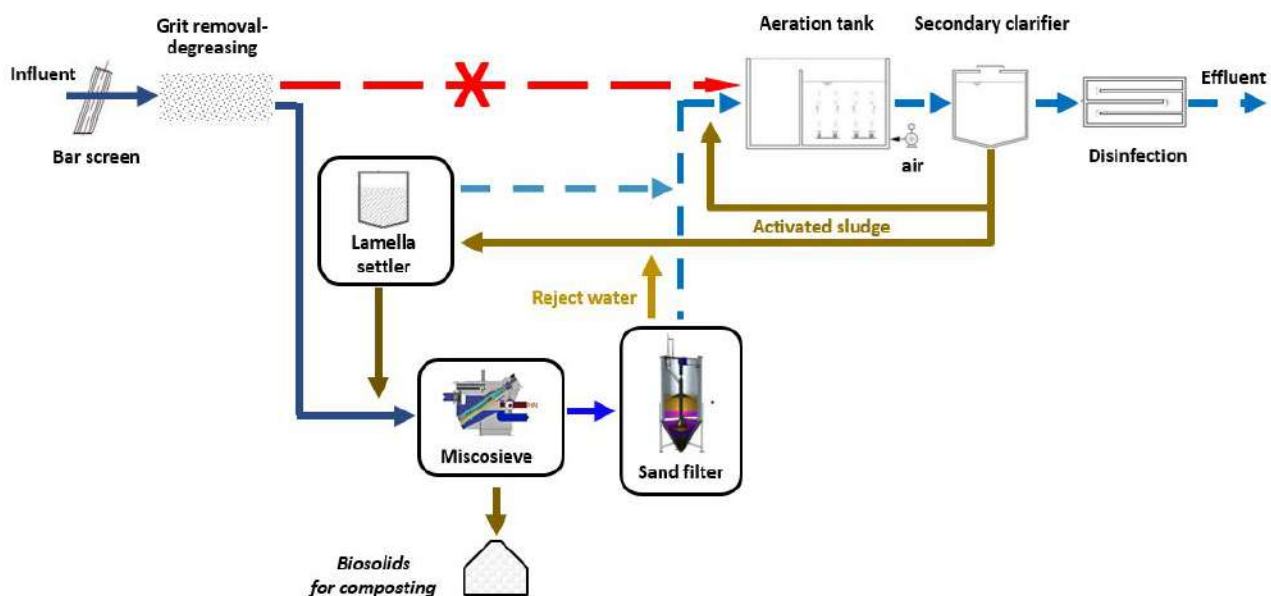 Grit removal-
degreasing
Aeration tank
Secondary clarifier
Influent
Effluent
Bar screen
air
Disinfection
Lamella
settler
Activated sludge
Reject water
Miscosieve
Sand filter
Biosolids
for composting